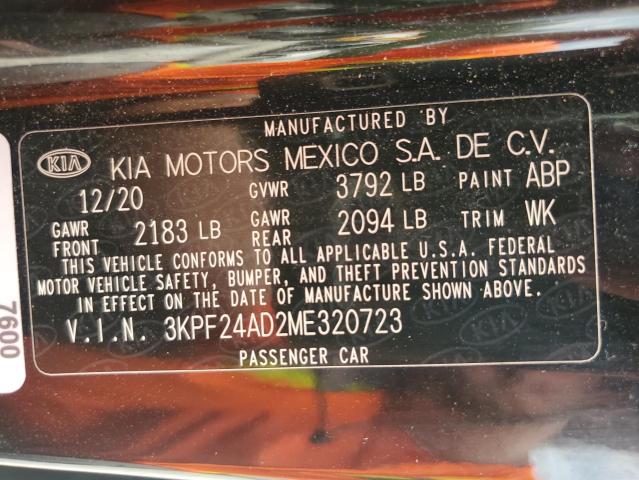 MANUFACTURED BY
KIA KIA MOTORS MEXICO S.A. DE C.V.
12/20 GVWR 3792 LB PAINT ABP
GAWR FRONT 2183 LB GAWR REAR 2094 LB TRIM WK
THIS VEHICLE CONFORMS TO ALL APPLICABLE U.S.A. FEDERAL
MOTOR VEHICLE SAFETY, BUMPER, AND THEFT PREVENTION STANDARDS
IN EFFECT ON THE DATE OF MANUFACTURE SHOWN ABOVE.
V.I.N. 3KPF24AD2ME320723
PASSENGER CAR
7600